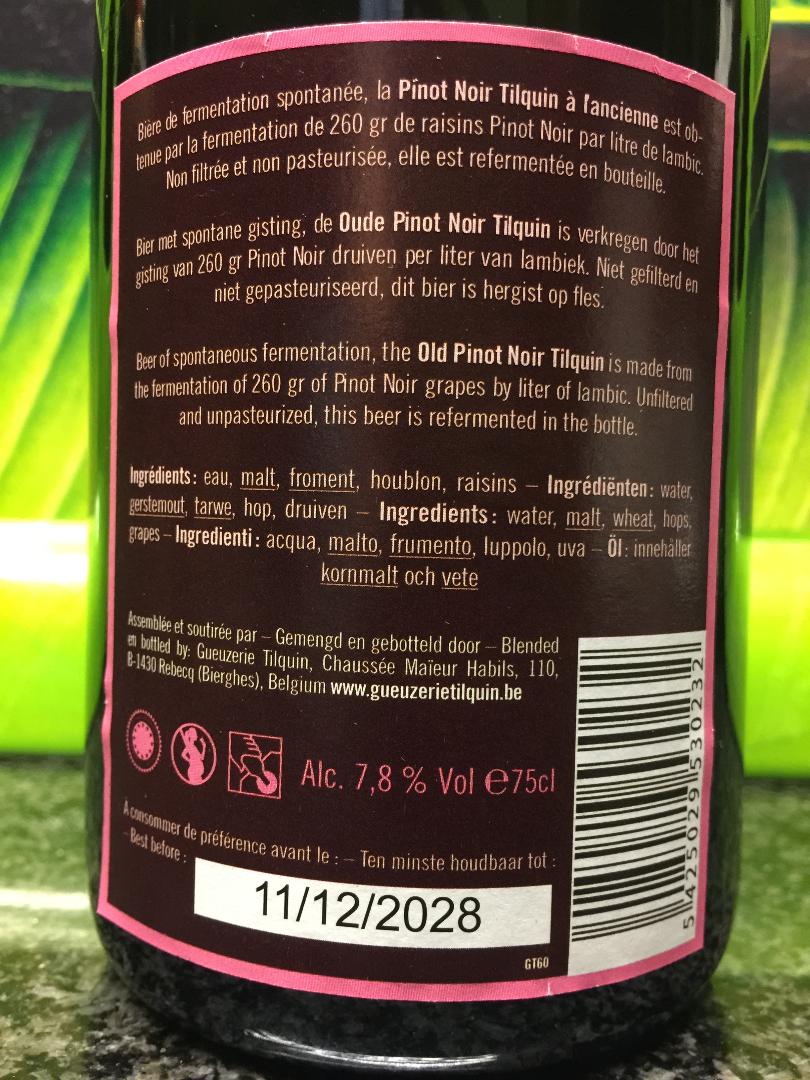 Bière de fermentation spontanée, la Pinot Noir Tilquin à l'ancienne est ob-
tenue par la fermentation de 260 gr de raisins Pinot Noir par litre de lambic.
Non filtrée et non pasteurisée, elle est refermentée en bouteille.
Bier met spontane gisting, de Oude Pinot Noir Tilquin is verkregen door het
gisting van 260 gr Pinot Noir druiven per liter van lambiek. Niet gefilterd en
niet gepasteuriseerd, dit bier is hergist op fles.
Beer of spontaneous fermentation, the Old Pinot Noir Tilquin is made from
the fermentation of 260 gr of Pinot Noir grapes by liter of lambic. Unfiltered
and unpasteurized, this beer is refermented in the bottle.
Ingrédients: eau, malt, froment, houblon, raisins – Ingrédiënten: water,
gerstemout, tarwe, hop, druiven – Ingredients: water, malt, wheat, hops,
grapes – Ingredienti: acqua, malto, frumento, luppolo, uva – Öl: innehåller
kornmalt och vete
Assemblée et soutirée par – Gemengd en gebotteld door – Blended
en bottled by: Gueuzerie Tilquin, Chaussée Maïeur Habils, 110,
B-1430 Rebecq (Bierghes), Belgium www.gueuzerietilquin.be
Alc. 7,8 % Vol ℮75cl
A consommer de préférence avant le : – Ten minste houdbaar tot :
– Best before :
11/12/2028
GT60
5 425029 530232